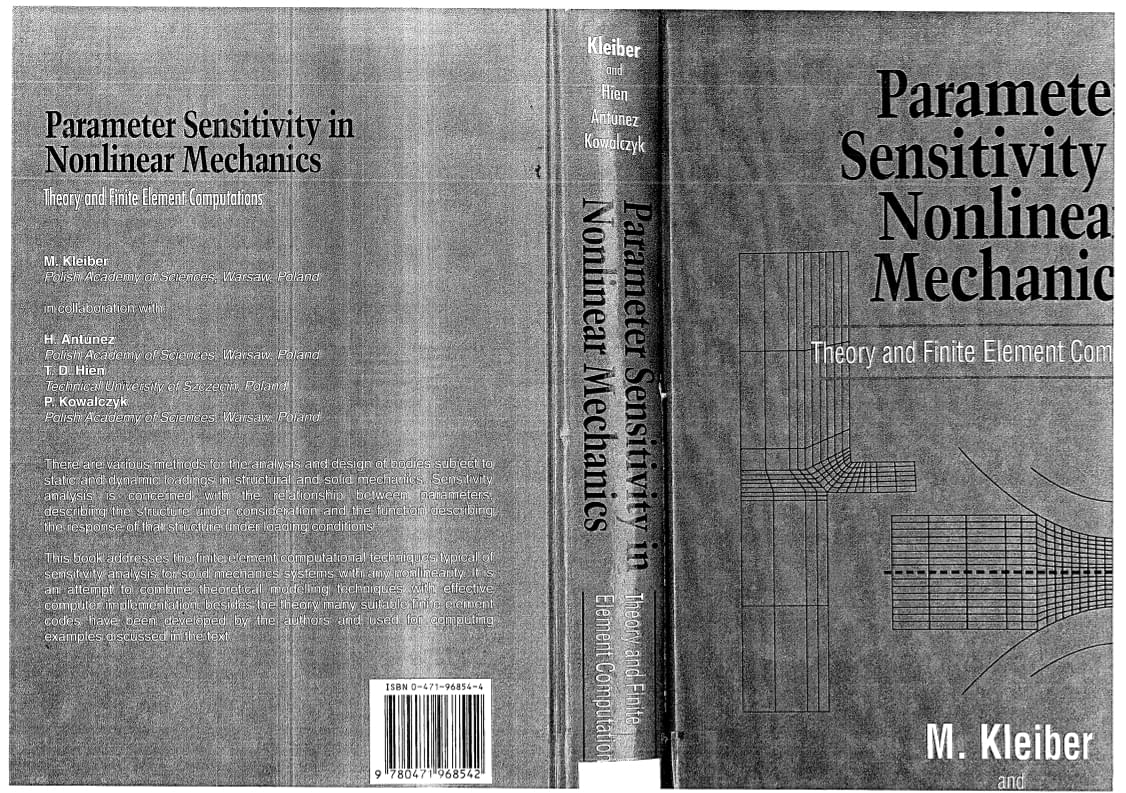 Parameter Sensitivity in
Nonlinear Mechanics
Theory and Finite Element Computations
M. Kleiber
Polish Academy of Sciences, Warsaw, Poland
in collaboration with
H. Antúnez
Polish Academy of Sciences, Warsaw, Poland
T. D. Hien
Technical University of Szczecin, Poland
P. Kowalczyk
Polish Academy of Sciences, Warsaw, Poland
There are various methods for the analysis and design of bodies subject to
static and dynamic loadings in structural and solid mechanics. Sensitivity
analysis is concerned with the relationship between parameters,
describing the structure under consideration and the function describing
the response of that structure under loading conditions.
This book addresses the finite element computational techniques typical of
sensitivity analysis for solid mechanics systems with any nonlinearity. It is
an attempt to combine theoretical modelling techniques with effective
computer implementation, besides the theory many suitable finite element
codes have been developed by the authors and used for computing
examples discussed in the text.
ISBN 0-471-96854-4
9 780471 968542
Kleiber
and
Hien
Antúnez
Kowalczyk
Parameter Sensitivity in
Nonlinear Mechanics
Theory and Finite
Element Computation
Paramete
Sensitivity
Nonlinea
Mechanic
Theory and Finite Element Com
M. Kleiber
and